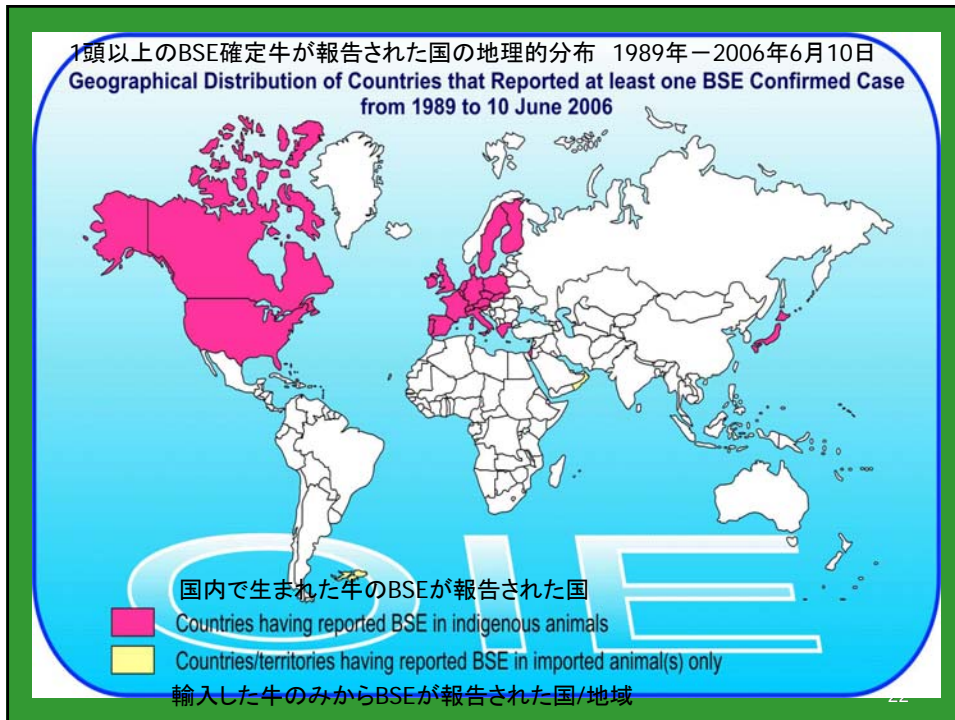 1頭以上のBSE確定牛が報告された国の地理的分布　1989年－2006年6月10日
Geographical Distribution of Countries that Reported at least one BSE Confirmed Case
from 1989 to 10 June 2006
OIE
国内で生まれた牛のBSEが報告された国
Countries having reported BSE in indigenous animals
Countries/territories having reported BSE in imported animal(s) only
輸入した牛のみからBSEが報告された国/地域
22